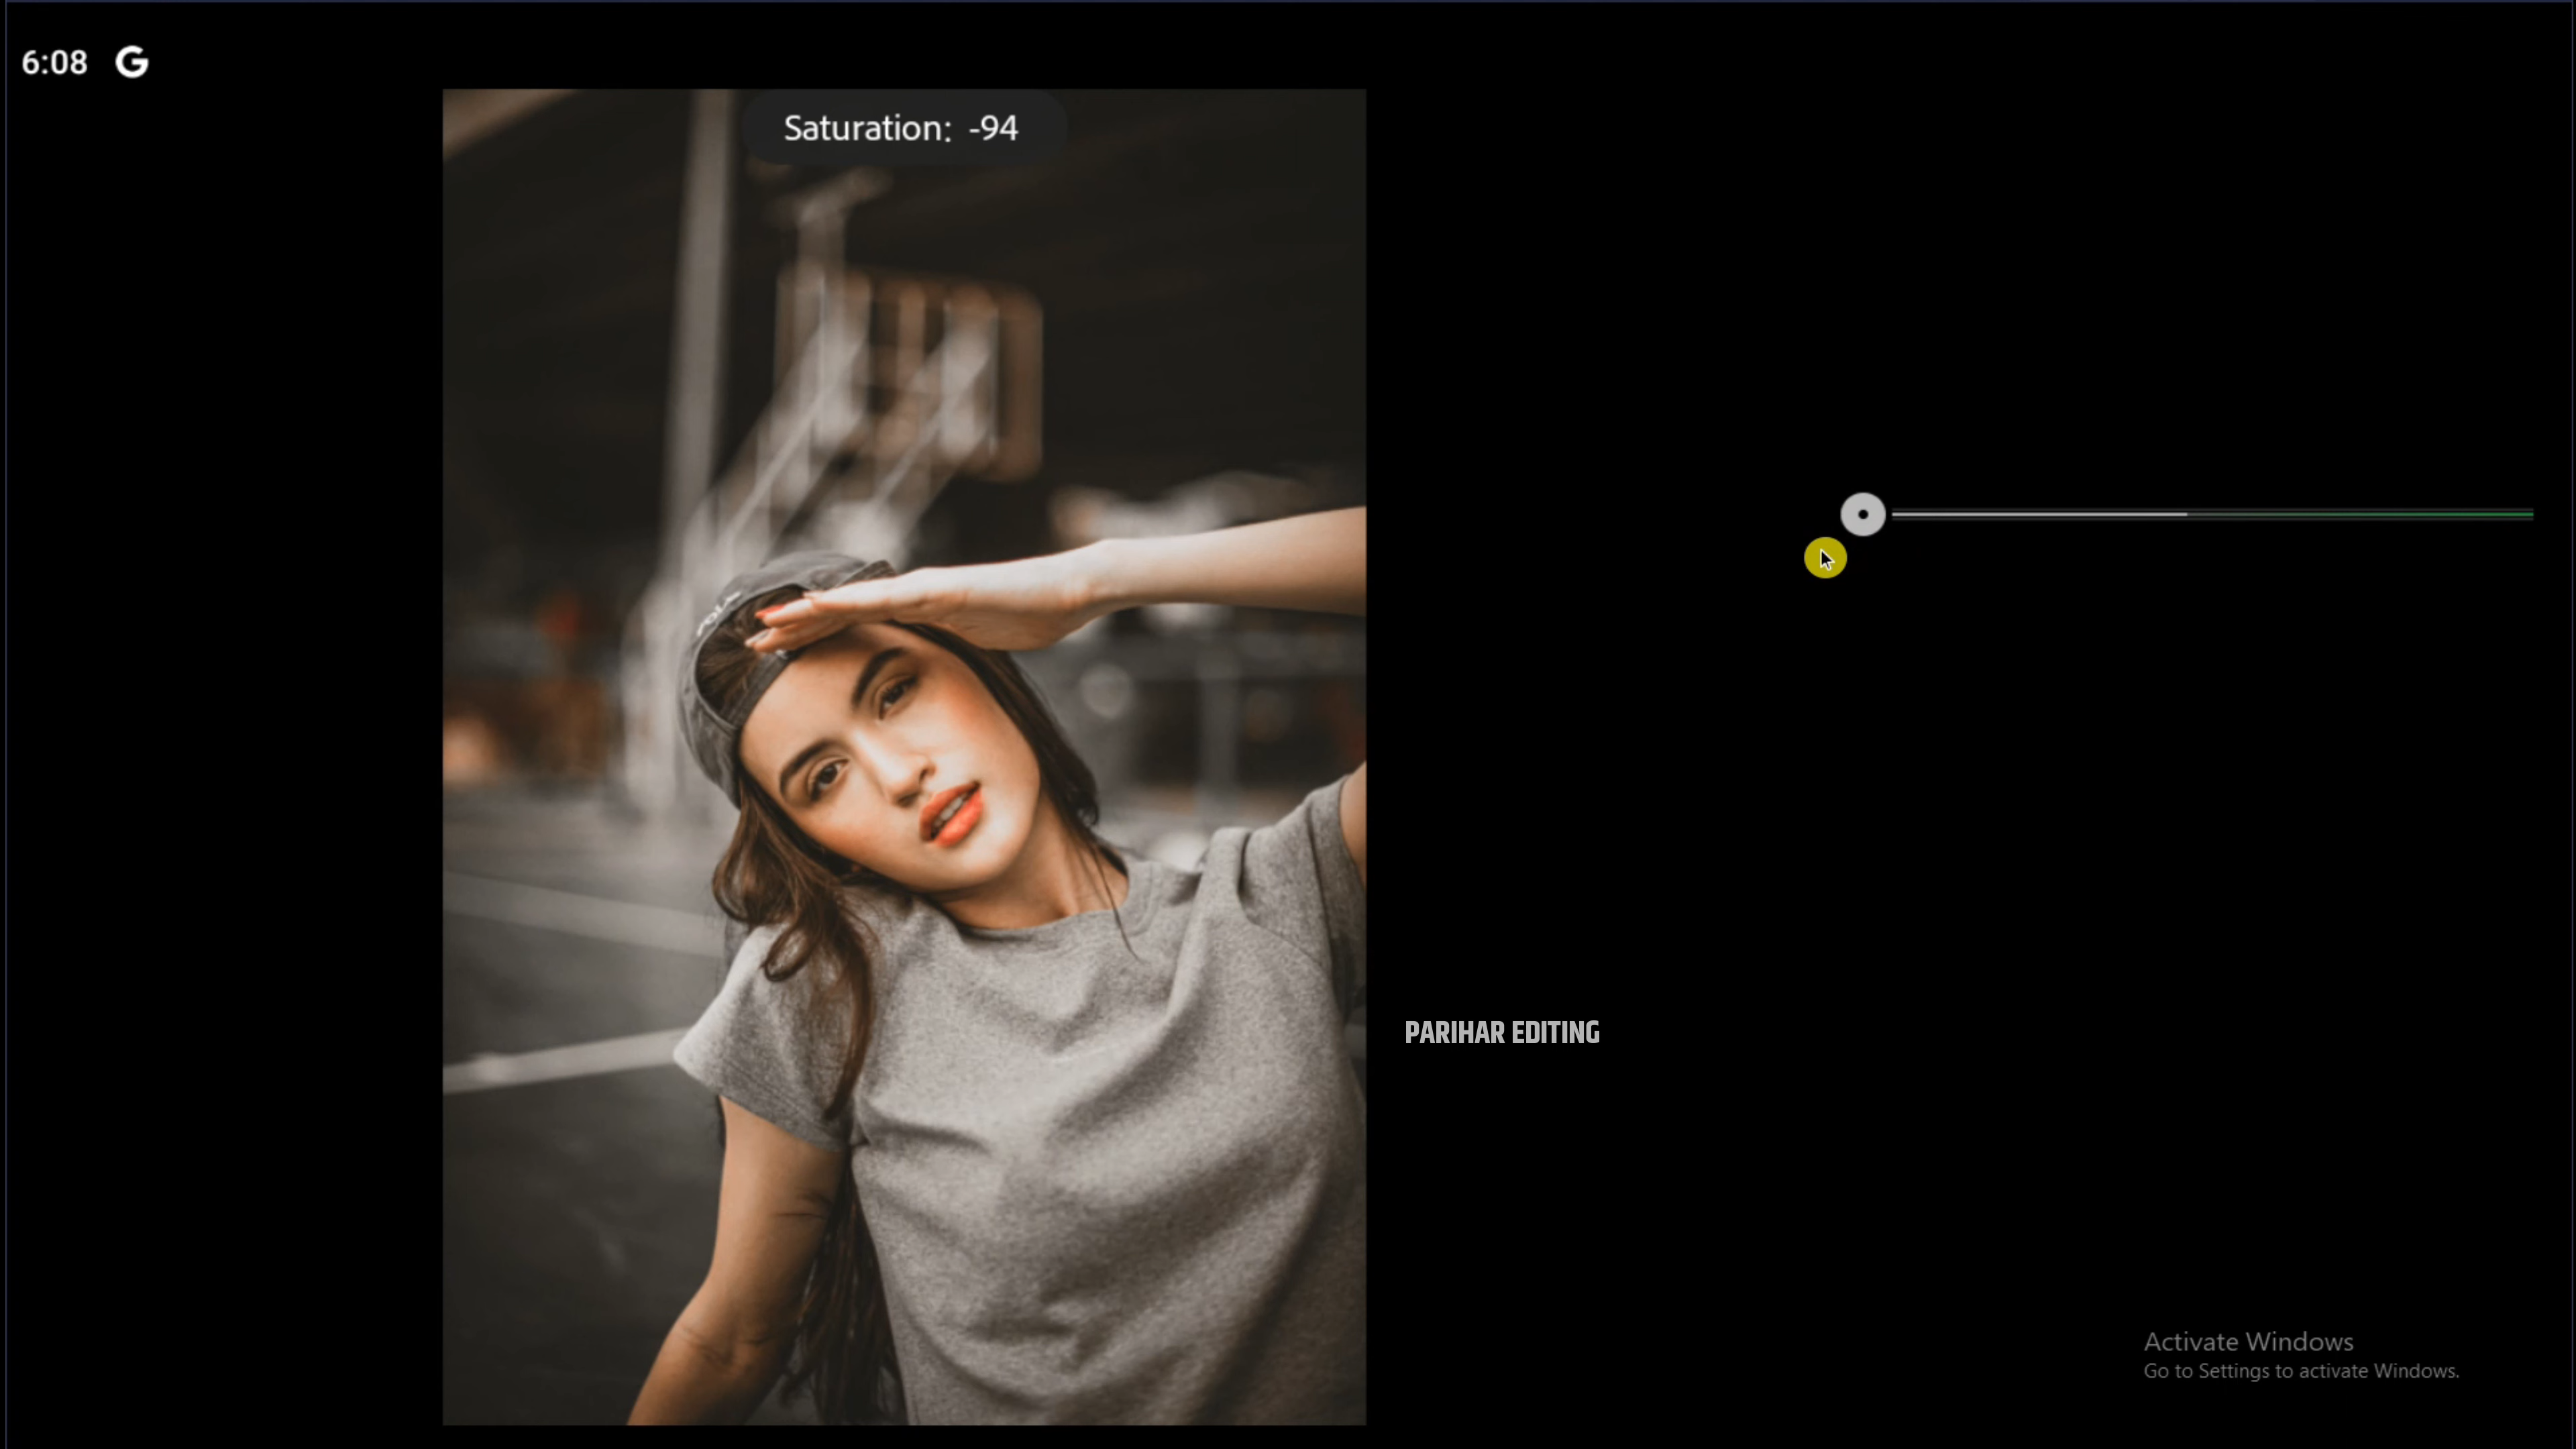 6:08 G
Saturation: -94
PARIHAR EDITING
Activate Windows
Go to Settings to activate Windows.